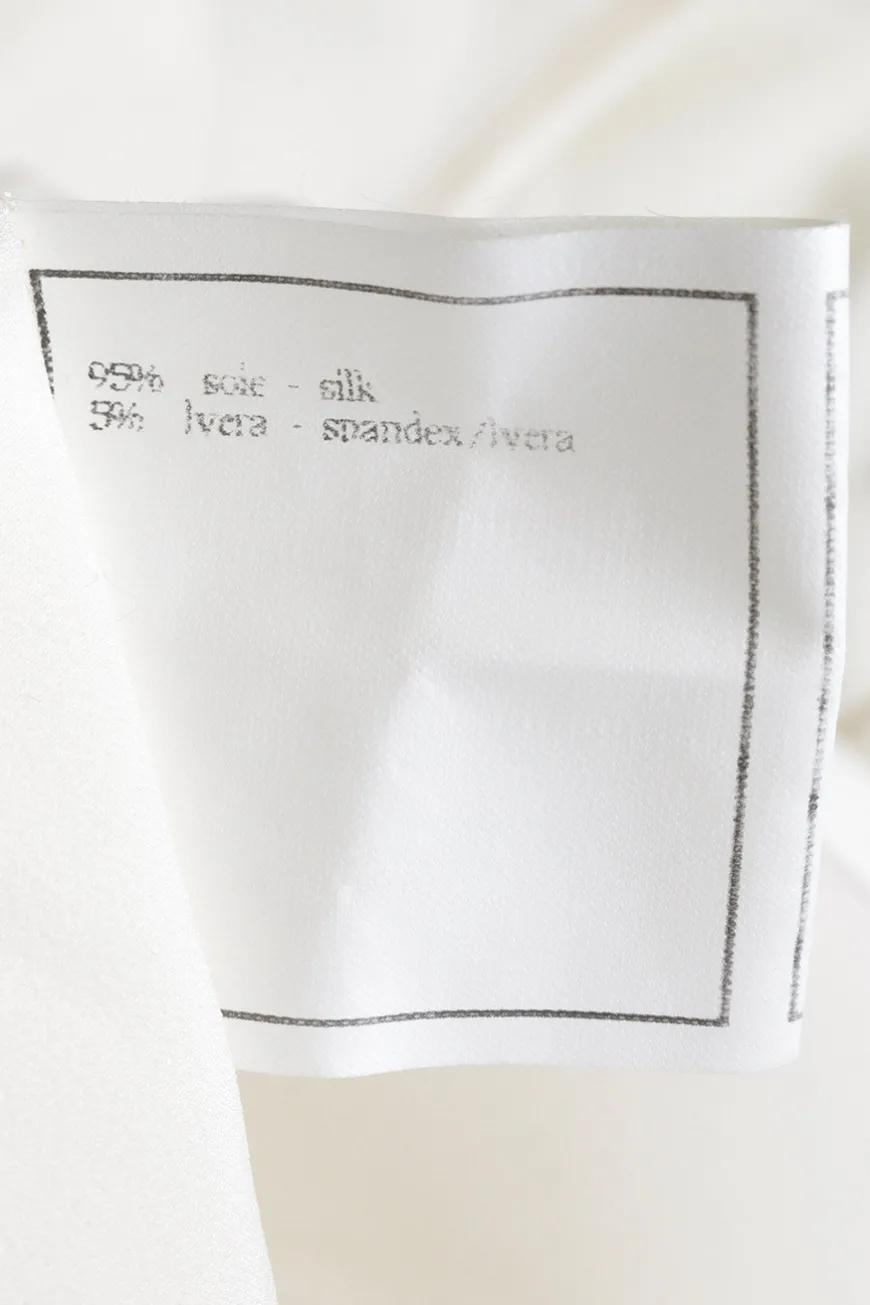 95% soie - silk
5% lycra - spandex/lycra